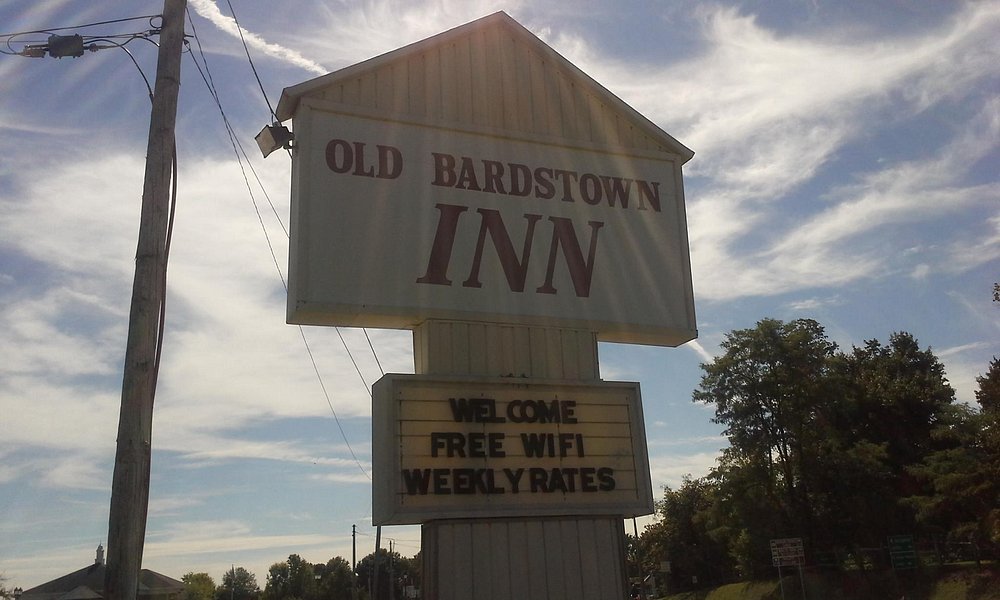 OLD BARDSTOWN
INN
WELCOME
FREE WIFI
WEEKLY RATES